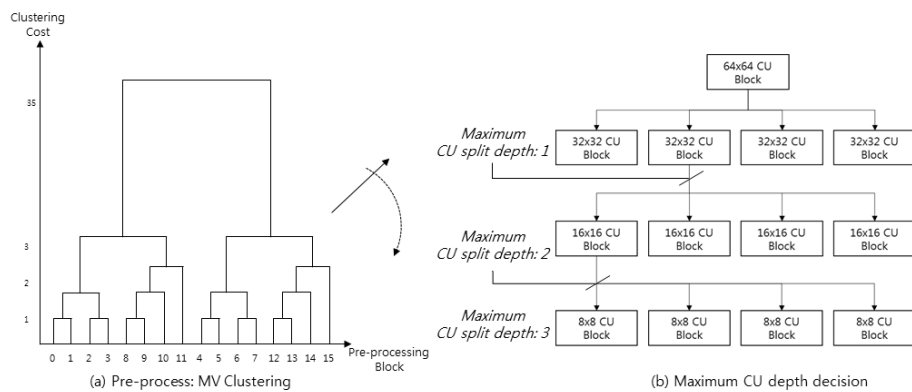 Clustering
Cost
35
3
2
1
0 1 2 3 8 9 10 11 4 5 6 7 12 13 14 15
Pre-processing
Block
(a) Pre-process: MV Clustering
64x64 CU
Block
Maximum
CU split depth: 1
32x32 CU
Block
32x32 CU
Block
32x32 CU
Block
32x32 CU
Block
Maximum
CU split depth: 2
16x16 CU
Block
16x16 CU
Block
16x16 CU
Block
16x16 CU
Block
Maximum
CU split depth: 3
8x8 CU
Block
8x8 CU
Block
8x8 CU
Block
8x8 CU
Block
(b) Maximum CU depth decision